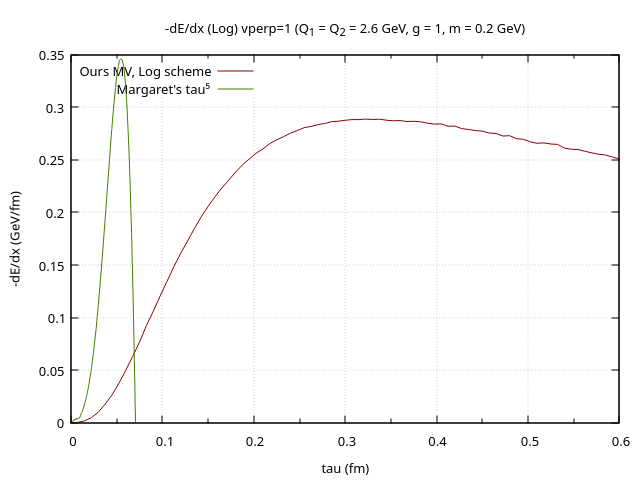 -dE/dx (Log) vperp=1 (Q₁ = Q₂ = 2.6 GeV, g = 1, m = 0.2 GeV)
Ours MV, Log scheme
Margaret's tau⁵
0.35
0.3
0.25
0.2
0.15
0.1
0.05
0
-dE/dx (GeV/fm)
0 0.1 0.2 0.3 0.4 0.5 0.6
tau (fm)